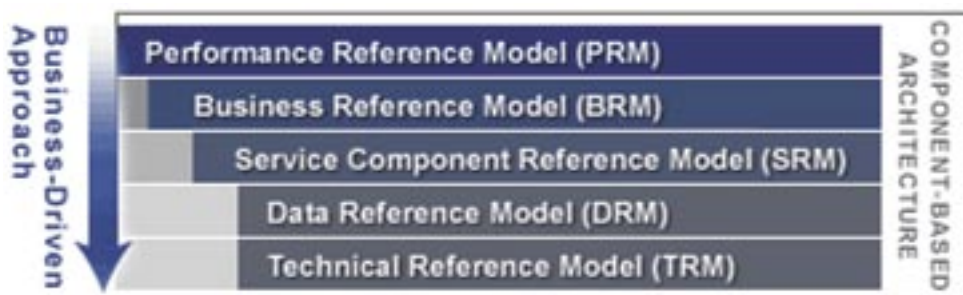 Business-Driven
Approach
Performance Reference Model (PRM)
Business Reference Model (BRM)
Service Component Reference Model (SRM)
Data Reference Model (DRM)
Technical Reference Model (TRM)
COMPONENT-BASED
ARCHITECTURE